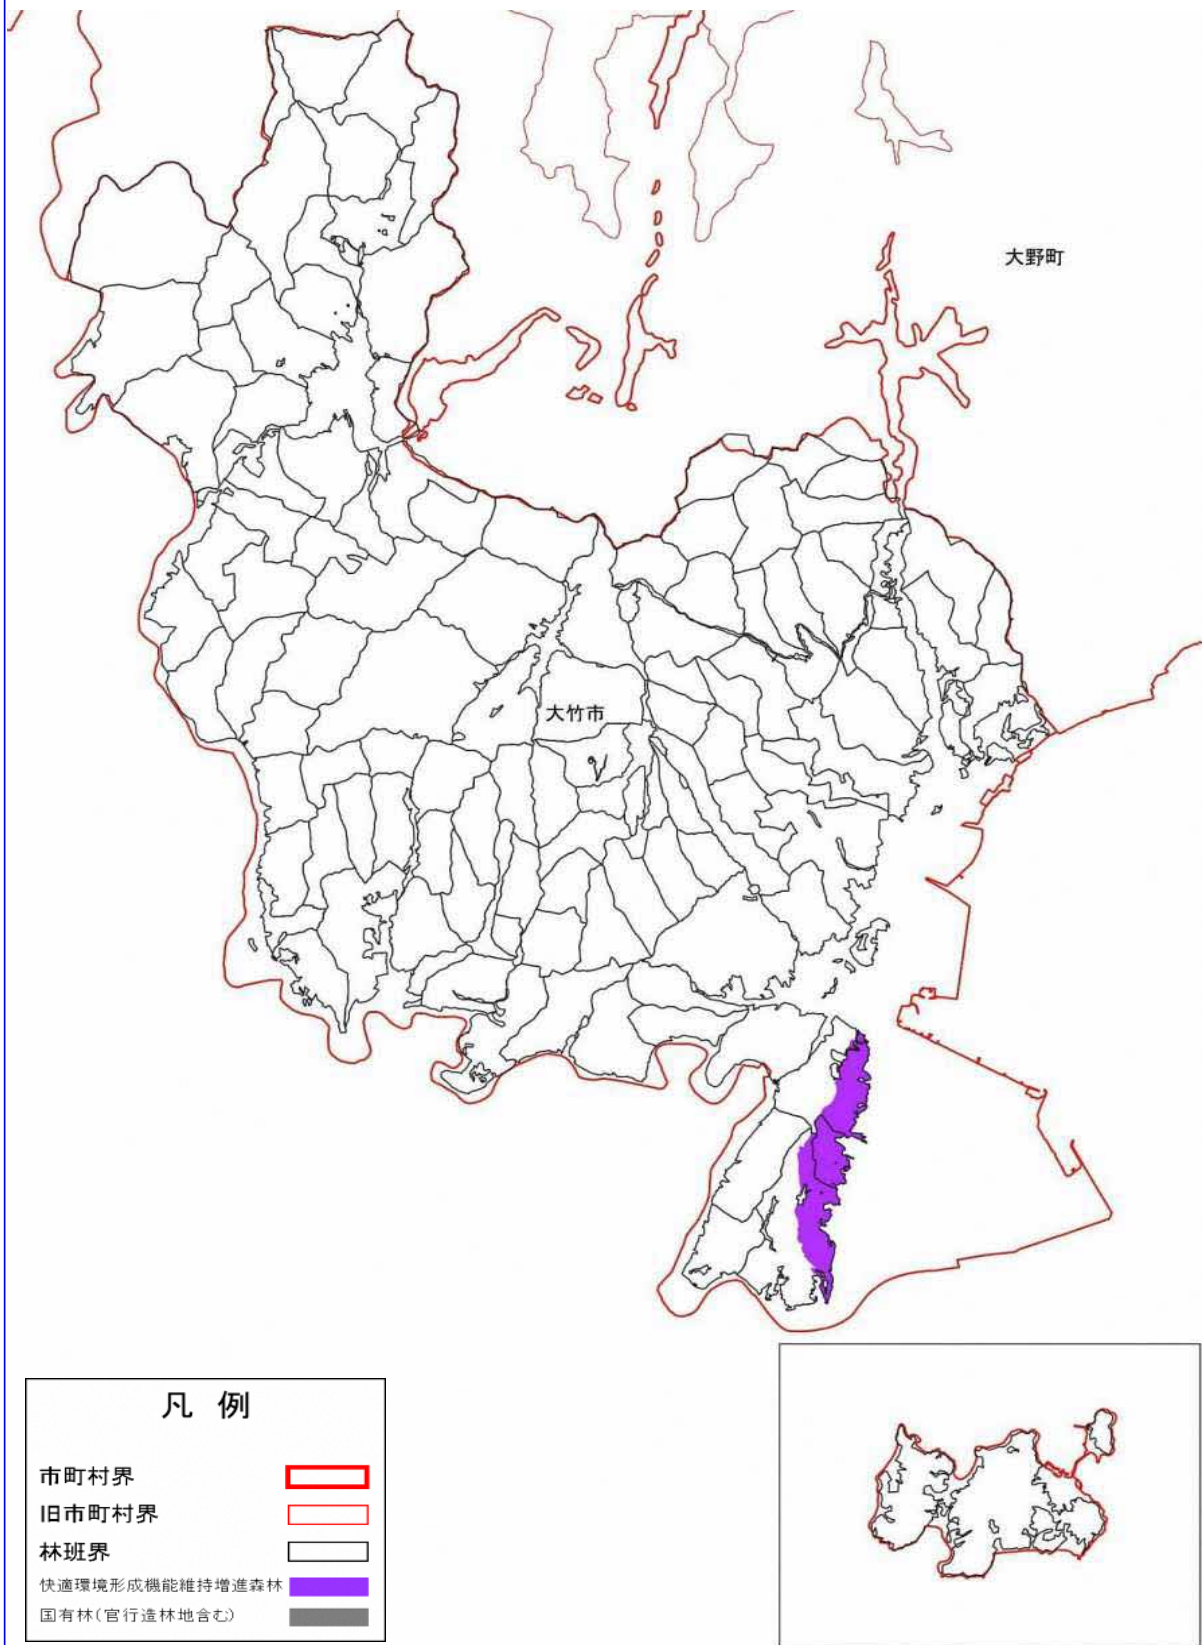 大野町
大竹市
凡 例
市町村界
旧市町村界
林班界
快適環境形成機能維持増進森林
国有林(官行造林地含む)